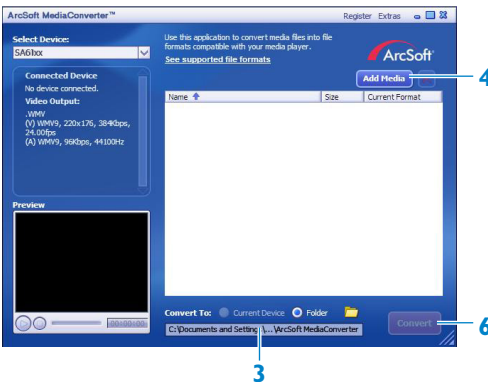 ArcSoft MediaConverter™
Register Extras
Select Device:
SA61xx
Use this application to convert media files into file
formats compatible with your media player.
See supported file formats
ArcSoft®
Connected Device
No device connected.
Video Output:
.WMV
(V) WMV9, 220x176, 384Kbps,
24.00fps
(A) WMV9, 96Kbps, 44100Hz
Add Media
4
Name Size Current Format
Preview
00:00:00
Convert To: Current Device Folder
C:\Documents and Setting \,... \ArcSoft MediaConverter
Convert
6
3